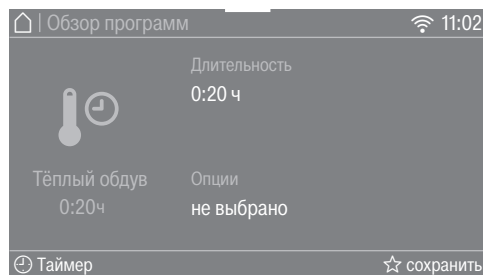 | Обзор программ 11:02
Длительность
0:20 ч
Тёплый обдув
0:20ч
Опции
не выбрано
Таймер
сохранить